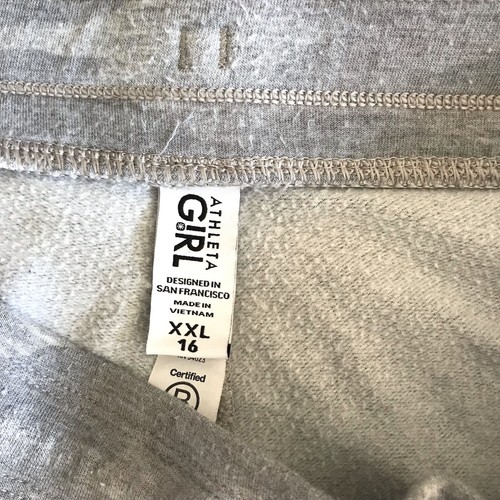 ATHLETA
GIRL
DESIGNED IN
SAN FRANCISCO
MADE IN
VIETNAM
XXL
16
Certified
B